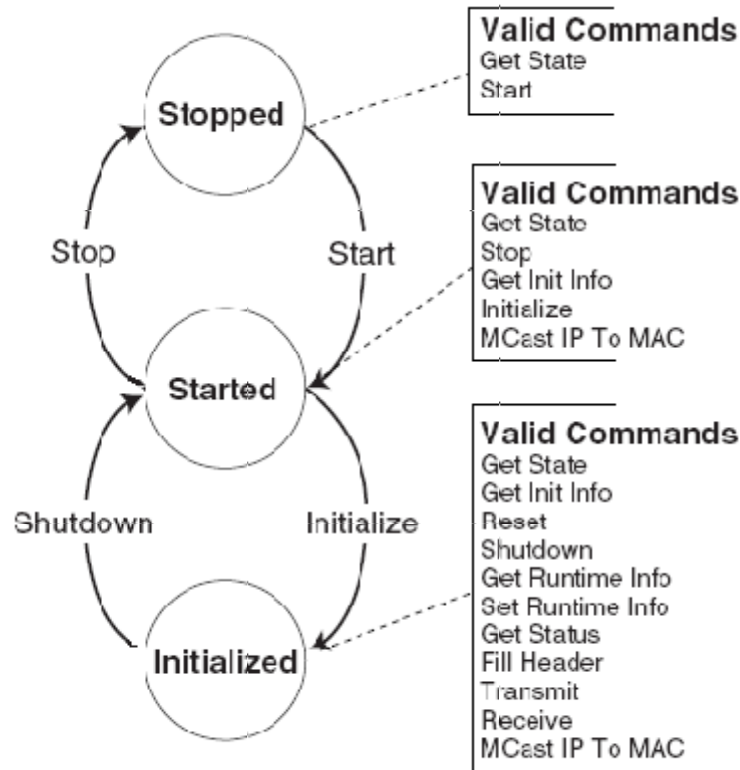 Valid Commands
Get State
Start
Stopped
Stop
Start
Valid Commands
Get State
Stop
Get Init Info
Initialize
MCast IP To MAC
Started
Shutdown
Initialize
Valid Commands
Get State
Get Init Info
Reset
Shutdown
Get Runtime Info
Set Runtime Info
Get Status
Fill Header
Transmit
Receive
MCast IP To MAC
Initialized